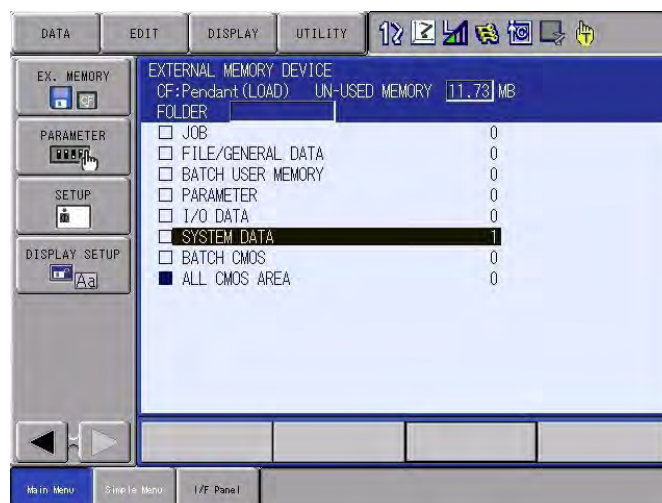 DATA EDIT DISPLAY UTILITY
EX. MEMORY
CF
PARAMETER
SETUP
DISPLAY SETUP
Aa
EXTERNAL MEMORY DEVICE
CF:Pendant(LOAD) UN-USED MEMORY 11.73 MB
FOLDER
JOB 0
FILE/GENERAL DATA 0
BATCH USER MEMORY 0
PARAMETER 0
I/O DATA 0
SYSTEM DATA 1
BATCH CMOS 0
ALL CMOS AREA 0
Main Menu Simple Menu I/F Panel